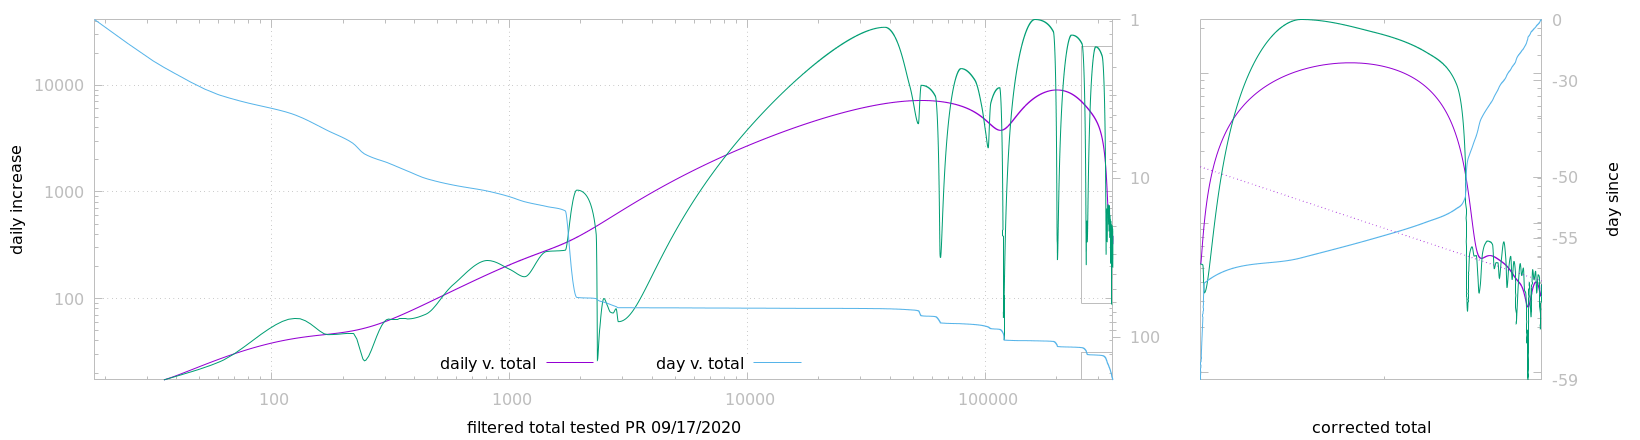 daily increase
10000
1000
100
1
10
100
daily v. total
day v. total
100
1000
10000
100000
filtered total tested PR 09/17/2020
0
-30
-50
-55
-59
day since
corrected total